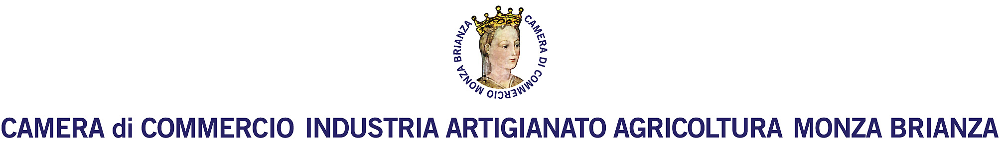 CAMERA DI COMMERCIO MONZA BRIANZA
CAMERA di COMMERCIO INDUSTRIA ARTIGIANATO AGRICOLTURA MONZA BRIANZA